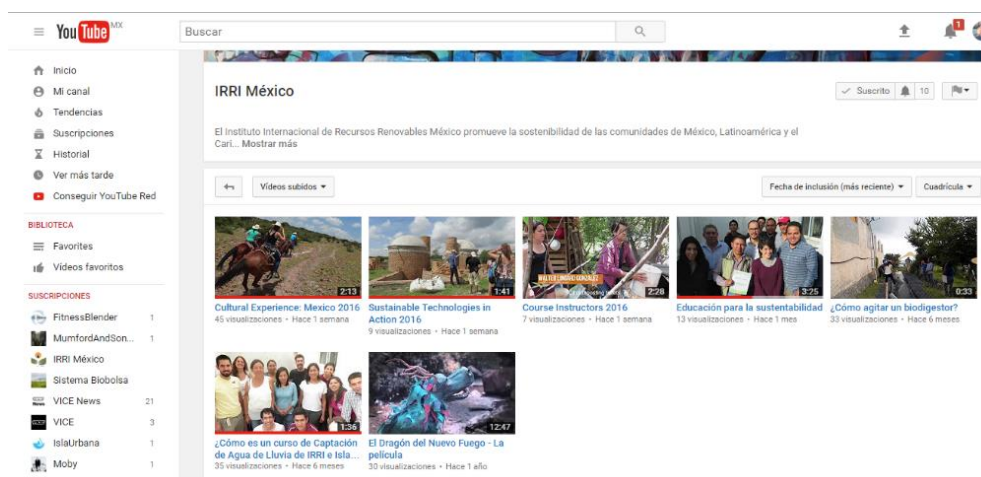 YouTube MX
Buscar
1
Inicio
Mi canal
Tendencias
Suscripciones
Historial
Ver más tarde
Conseguir YouTube Red
BIBLIOTECA
Favorites
Vídeos favoritos
SUSCRIPCIONES
FitnessBlender 1
MumfordAndSon... 1
IRRI México
Sistema Biobolsa
VICE News 21
VICE 3
IslaUrbana 1
Moby 1
IRRI México
Suscrito 10
El Instituto Internacional de Recursos Renovables México promueve la sostenibilidad de las comunidades de México, Latinoamérica y el
Cari... Mostrar más
Vídeos subidos
Fecha de inclusión (más reciente)
Cuadrícula
2:13
Cultural Experience: Mexico 2016
45 visualizaciones • Hace 1 semana
1:41
Sustainable Technologies in
Action 2016
9 visualizaciones • Hace 1 semana
2:28
Course Instructors 2016
7 visualizaciones • Hace 1 semana
3:25
Educación para la sustentabilidad
13 visualizaciones • Hace 1 mes
0:33
¿Cómo agitar un biodigestor?
33 visualizaciones • Hace 6 meses
1:36
¿Cómo es un curso de Captación
de Agua de Lluvia de IRRI e Isla...
35 visualizaciones • Hace 6 meses
12:47
El Dragón del Nuevo Fuego - La
película
30 visualizaciones • Hace 1 año